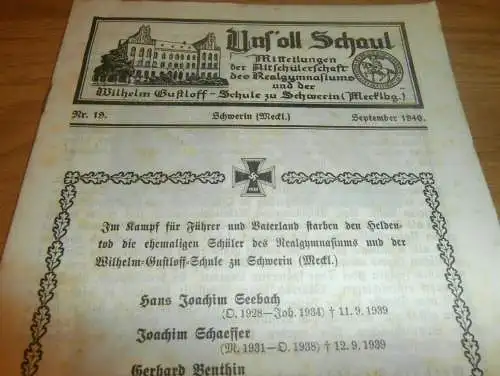 Uns'oll Schaul
Mitteilungen
der Altschülerschaft
des Realgymnasiums
und der
Wilhelm Gustloff - Schule zu Schwerin (Mecklbg.)
Nr. 19. Schwerin (Meckl.) September 1940.
Im Kampf für Führer und Vaterland starben den Helden-
tod die ehemaligen Schüler des Realgymnasiums und der
Wilhelm-Gustloff-Schule zu Schwerin (Meckl.)
Hans Joachim Seebach
(O. 1928—Joh. 1934) † 11. 9. 1939
Joachim Schaeffer
(M. 1931—O. 1938) † 12. 9. 1939
Gerhard Benthin